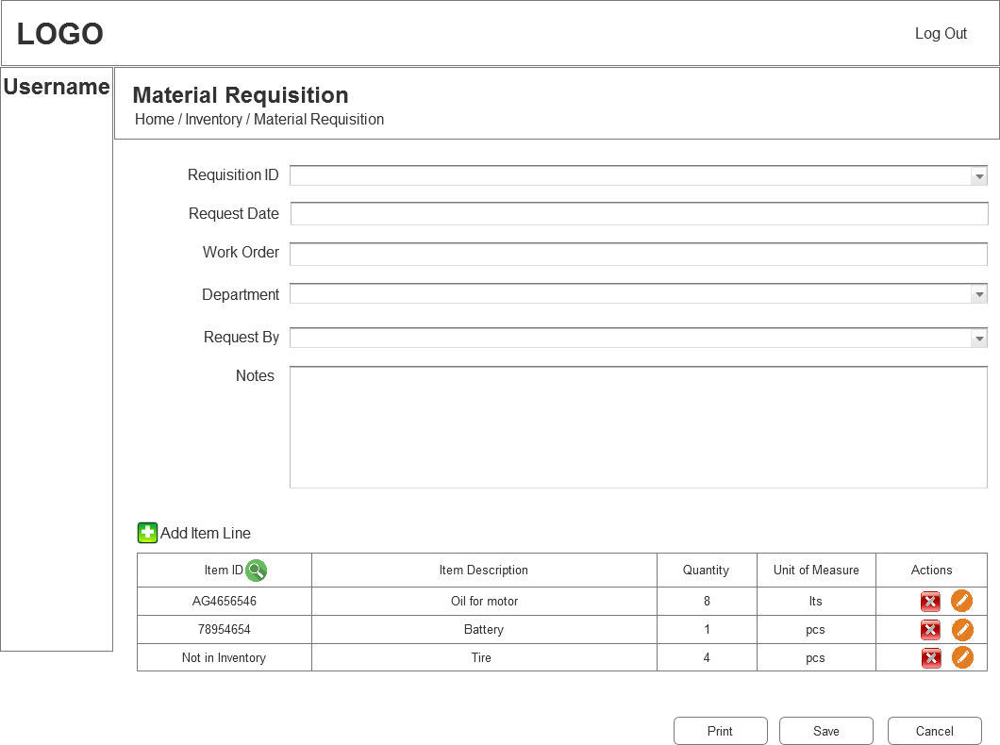 LOGO
Log Out
Username
Material Requisition
Home / Inventory / Material Requisition
Requisition ID
Request Date
Work Order
Department
Request By
Notes
Add Item Line
Item ID Item Description Quantity Unit of Measure Actions
AG4656546 Oil for motor 8 lts
78954654 Battery 1 pcs
Not in Inventory Tire 4 pcs
Print Save Cancel